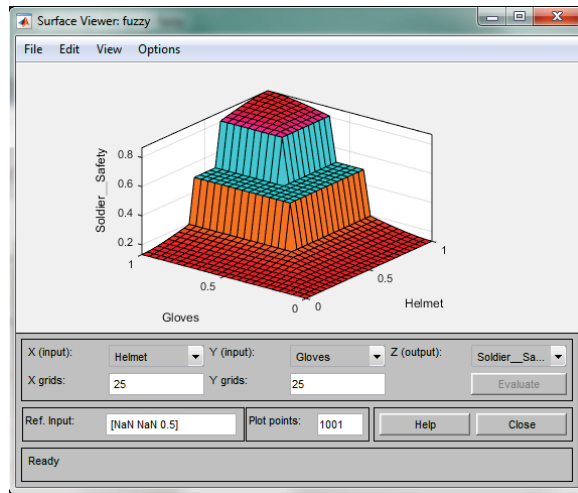 Surface Viewer: fuzzy
File Edit View Options
Soldier__Safety
0.8
0.6
0.4
0.2
1
0.5
0
Gloves
0
0.5
1
Helmet
X (input): Helmet Y (input): Gloves Z (output): Soldier__Sa...
X grids: 25 Y grids: 25 Evaluate
Ref. Input: [NaN NaN 0.5] Plot points: 1001 Help Close
Ready